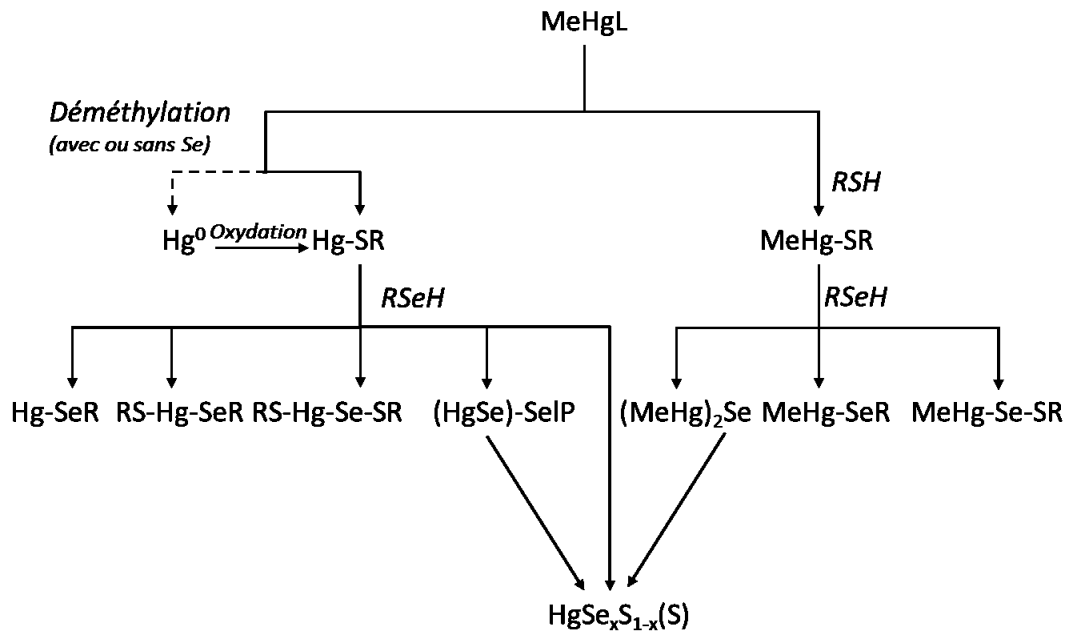 MeHgL
Déméthylation
(avec ou sans Se)
RSH
Hg⁰ Oxydation Hg-SR
MeHg-SR
RSeH
RSeH
Hg-SeR RS-Hg-SeR RS-Hg-Se-SR (HgSe)-SelP (MeHg)₂Se MeHg-SeR MeHg-Se-SR
HgSeₓS₁₋ₓ(S)